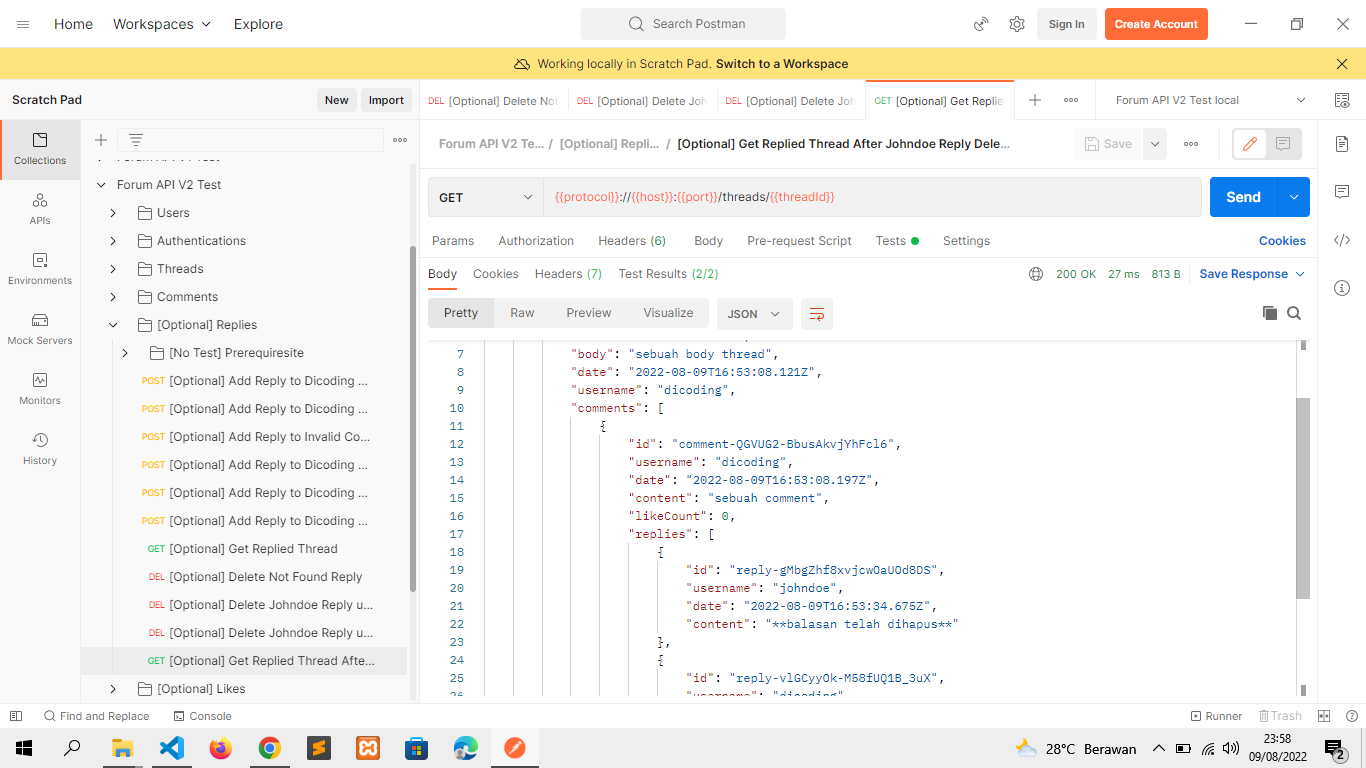 Home Workspaces Explore Search Postman Sign In Create Account
Working locally in Scratch Pad. Switch to a Workspace
Scratch Pad New Import
DEL [Optional] Delete Not DEL [Optional] Delete Joh DEL [Optional] Delete Joh GET [Optional] Get Replie Forum API V2 Test local
Collections
APIs
Environments
Mock Servers
Monitors
History
Forum API V2 Test
Users
Authentications
Threads
Comments
[Optional] Replies
[No Test] Prerequiresite
POST [Optional] Add Reply to Dicoding ...
POST [Optional] Add Reply to Dicoding ...
POST [Optional] Add Reply to Invalid Co...
POST [Optional] Add Reply to Dicoding ...
POST [Optional] Add Reply to Dicoding ...
POST [Optional] Add Reply to Dicoding ...
GET [Optional] Get Replied Thread
DEL [Optional] Delete Not Found Reply
DEL [Optional] Delete Johndoe Reply u...
DEL [Optional] Delete Johndoe Reply u...
GET [Optional] Get Replied Thread Afte...
[Optional] Likes
Forum API V2 Te... / [Optional] Repli... / [Optional] Get Replied Thread After Johndoe Reply Dele... Save
GET {{protocol}}://{{host}}:{{port}}/threads/{{threadId}} Send
Params Authorization Headers (6) Body Pre-request Script Tests Settings Cookies
Body Cookies Headers (7) Test Results (2/2) 200 OK 27 ms 813 B Save Response
Pretty Raw Preview Visualize JSON
7 "body": "sebuah body thread",
8 "date": "2022-08-09T16:53:08.121Z",
9 "username": "dicoding",
10 "comments": [
11 {
12 "id": "comment-QGVUG2-BbusAkvjYhFcl6",
13 "username": "dicoding",
14 "date": "2022-08-09T16:53:08.197Z",
15 "content": "sebuah comment",
16 "likeCount": 0,
17 "replies": [
18 {
19 "id": "reply-gMbgZhf8xvjcwOaUOd8DS",
20 "username": "johndoe",
21 "date": "2022-08-09T16:53:34.675Z",
22 "content": "**balasan telah dihapus**"
23 },
24 {
25 "id": "reply-vlGCyyOk-M58fUQ1B_3uX",
26 "username": "dicoding"
Find and Replace Console Runner Trash
28°C Berawan 23:58
09/08/2022 2